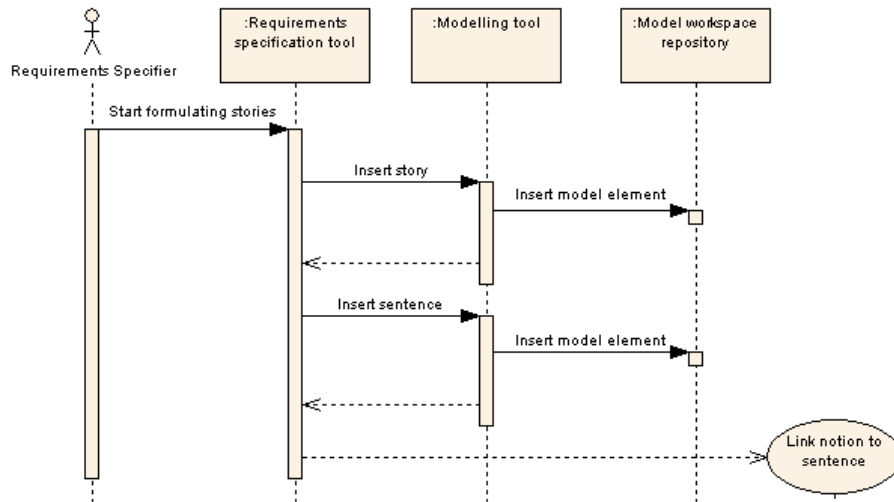 :Requirements
specification tool
:Modelling tool
:Model workspace
repository
Requirements Specifier
Start formulating stories
Insert story
Insert model element
Insert sentence
Insert model element
Link notion to
sentence